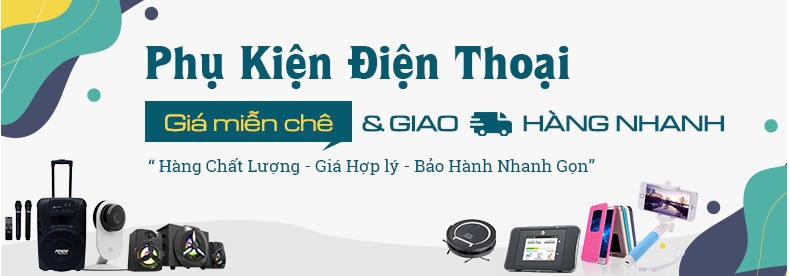 Phụ Kiện Điện Thoại
Giá miễn chê & GIAO HÀNG NHANH
“ Hàng Chất Lượng - Giá Hợp lý - Bảo Hành Nhanh Gọn”